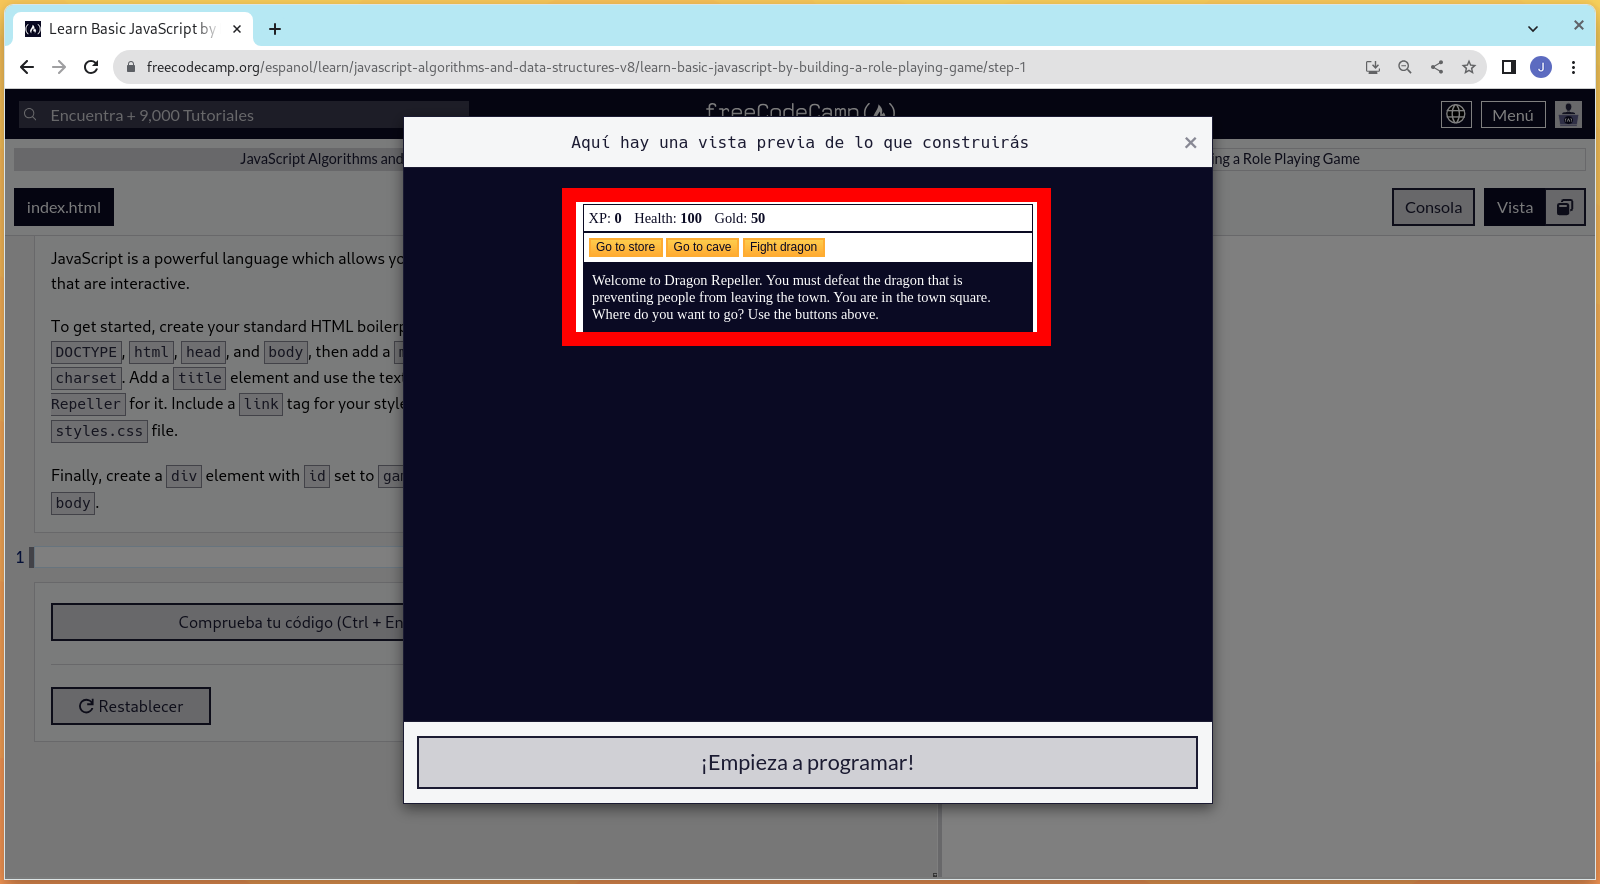 Learn Basic JavaScript by
freecodecamp.org/espanol/learn/javascript-algorithms-and-data-structures-v8/learn-basic-javascript-by-building-a-role-playing-game/step-1
J
Encuentra + 9,000 Tutoriales
freeCodeCamp
Menú
JavaScript Algorithms and
ing a Role Playing Game
index.html
Consola
Vista
JavaScript is a powerful language which allows yo
that are interactive.
To get started, create your standard HTML boilerp
DOCTYPE, html, head, and body, then add a m
charset. Add a title element and use the tex
Repeller for it. Include a link tag for your style
styles.css file.
Finally, create a div element with id set to gam
body.
1
Comprueba tu código (Ctrl + En
Restablecer
Aquí hay una vista previa de lo que construirás
XP: 0 Health: 100 Gold: 50
Go to store Go to cave Fight dragon
Welcome to Dragon Repeller. You must defeat the dragon that is
preventing people from leaving the town. You are in the town square.
Where do you want to go? Use the buttons above.
¡Empieza a programar!